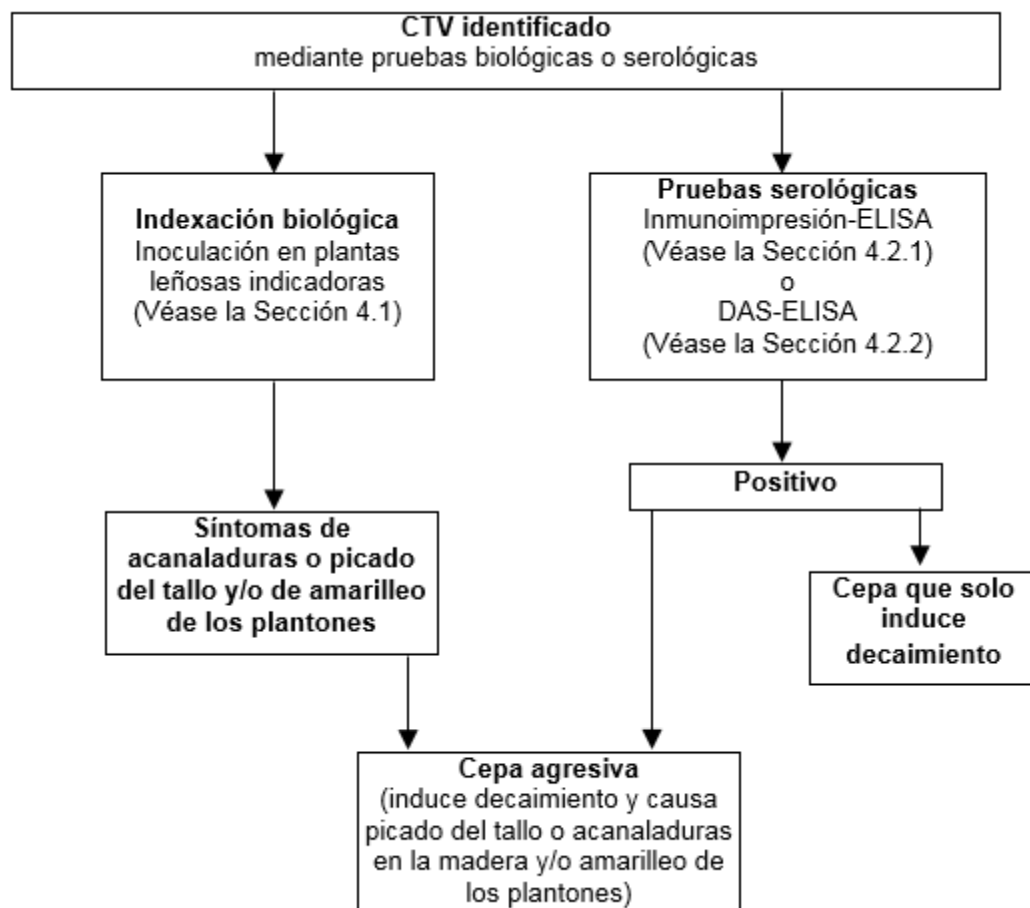 CTV identificado
mediante pruebas biológicas o serológicas
Indexación biológica
Inoculación en plantas
leñosas indicadoras
(Véase la Sección 4.1)
Pruebas serológicas
Inmunoimpresión-ELISA
(Véase la Sección 4.2.1)
o
DAS-ELISA
(Véase la Sección 4.2.2)
Positivo
Síntomas de
acanaladuras o picado
del tallo y/o de amarilleo
de los plantones
Cepa que solo
induce
decaimiento
Cepa agresiva
(induce decaimiento y causa
picado del tallo o acanaladuras
en la madera y/o amarilleo de
los plantones)